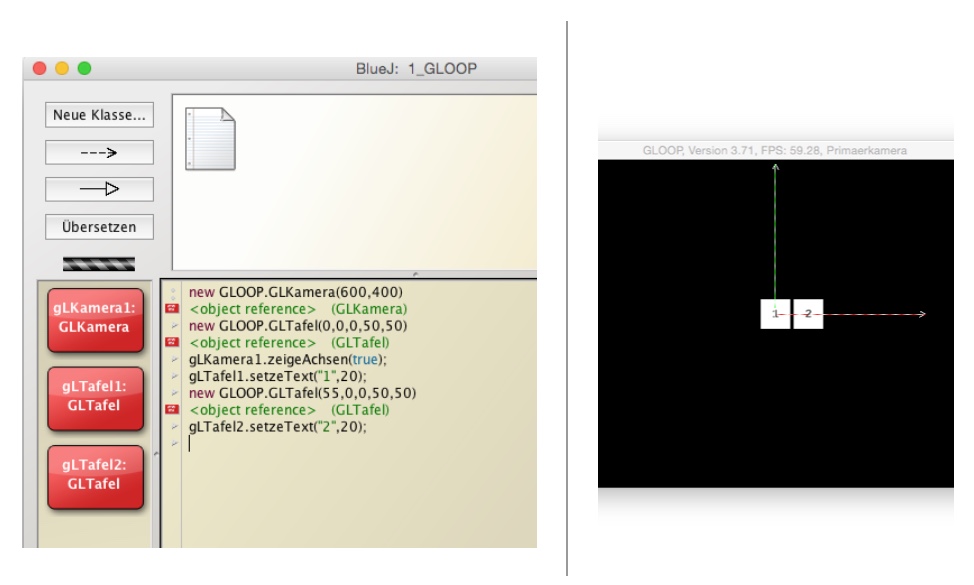 BlueJ: 1_GLOOP
Neue Klasse...
Übersetzen
gLKamera1:
GLKamera
gLTafel1:
GLTafel
gLTafel2:
GLTafel
new GLOOP.GLKamera(600,400)
<object reference> (GLKamera)
new GLOOP.GLTafel(0,0,0,50,50)
<object reference> (GLTafel)
gLKamera1.zeigeAchsen(true);
gLTafel1.setzeText("1",20);
new GLOOP.GLTafel(55,0,0,50,50)
<object reference> (GLTafel)
gLTafel2.setzeText("2",20);
GLOOP, Version 3.71, FPS: 59.28, Primaerkamera
1
2